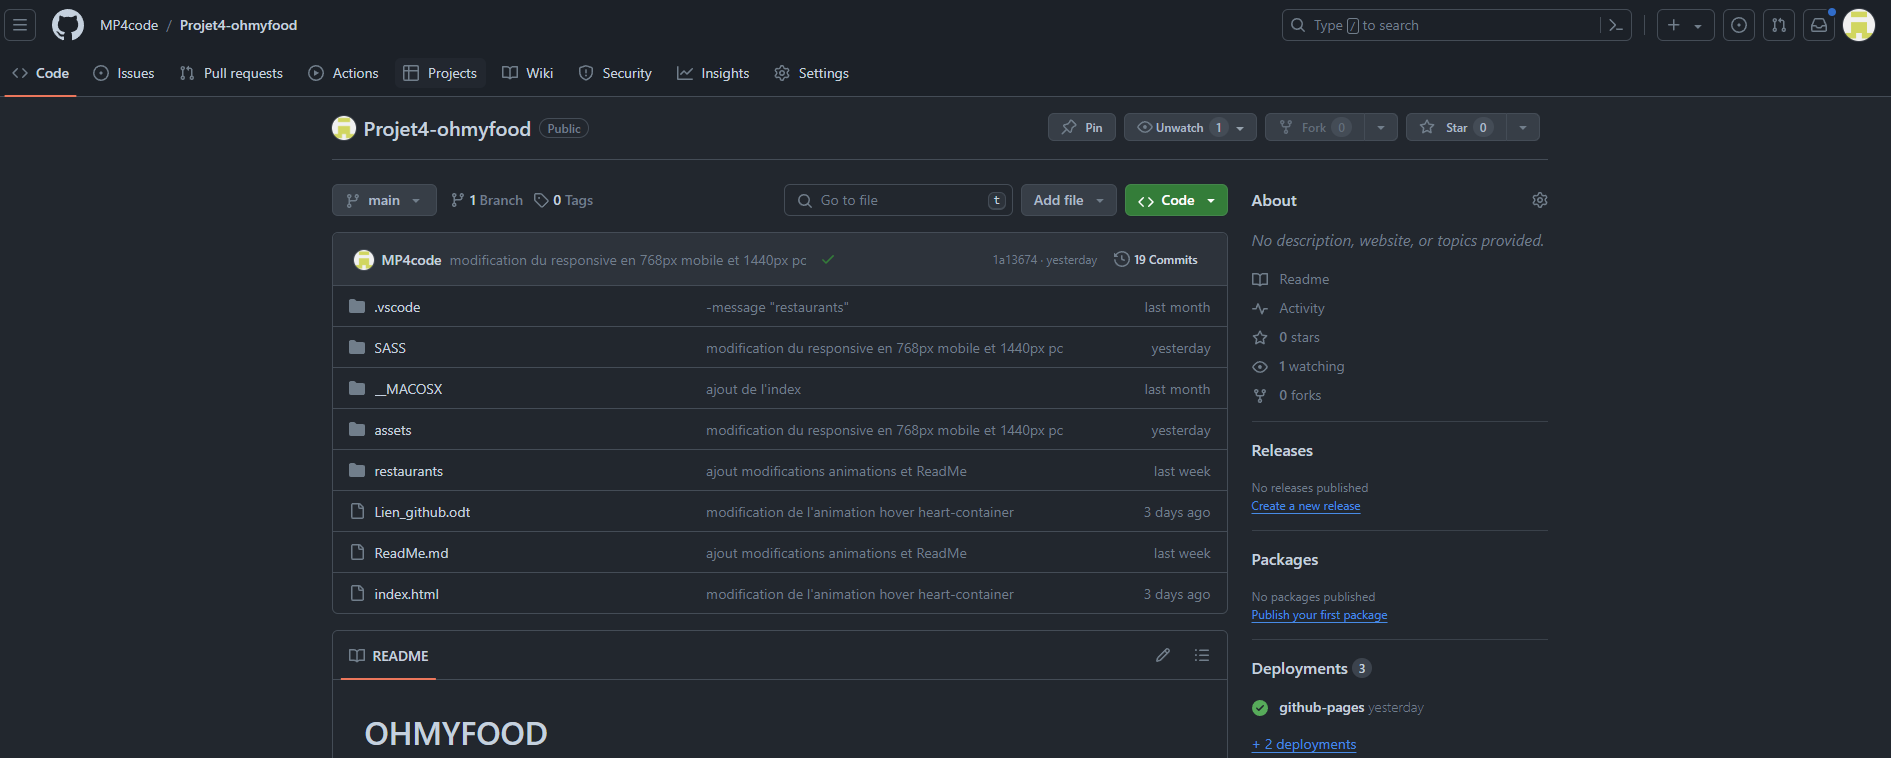 MP4code / Projet4-ohmyfood
Type / to search
Code Issues Pull requests Actions Projects Wiki Security Insights Settings
Projet4-ohmyfood Public
Pin Unwatch 1 Fork 0 Star 0
main 1 Branch 0 Tags Go to file t Add file Code
MP4code modification du responsive en 768px mobile et 1440px pc 1a13674 · yesterday 19 Commits
.vscode -message "restaurants" last month
SASS modification du responsive en 768px mobile et 1440px pc yesterday
__MACOSX ajout de l'index last month
assets modification du responsive en 768px mobile et 1440px pc yesterday
restaurants ajout modifications animations et ReadMe last week
Lien_github.odt modification de l'animation hover heart-container 3 days ago
ReadMe.md ajout modifications animations et ReadMe last week
index.html modification de l'animation hover heart-container 3 days ago
README
OHMYFOOD
About
No description, website, or topics provided.
Readme
Activity
0 stars
1 watching
0 forks
Releases
No releases published
Create a new release
Packages
No packages published
Publish your first package
Deployments 3
github-pages yesterday
+ 2 deployments